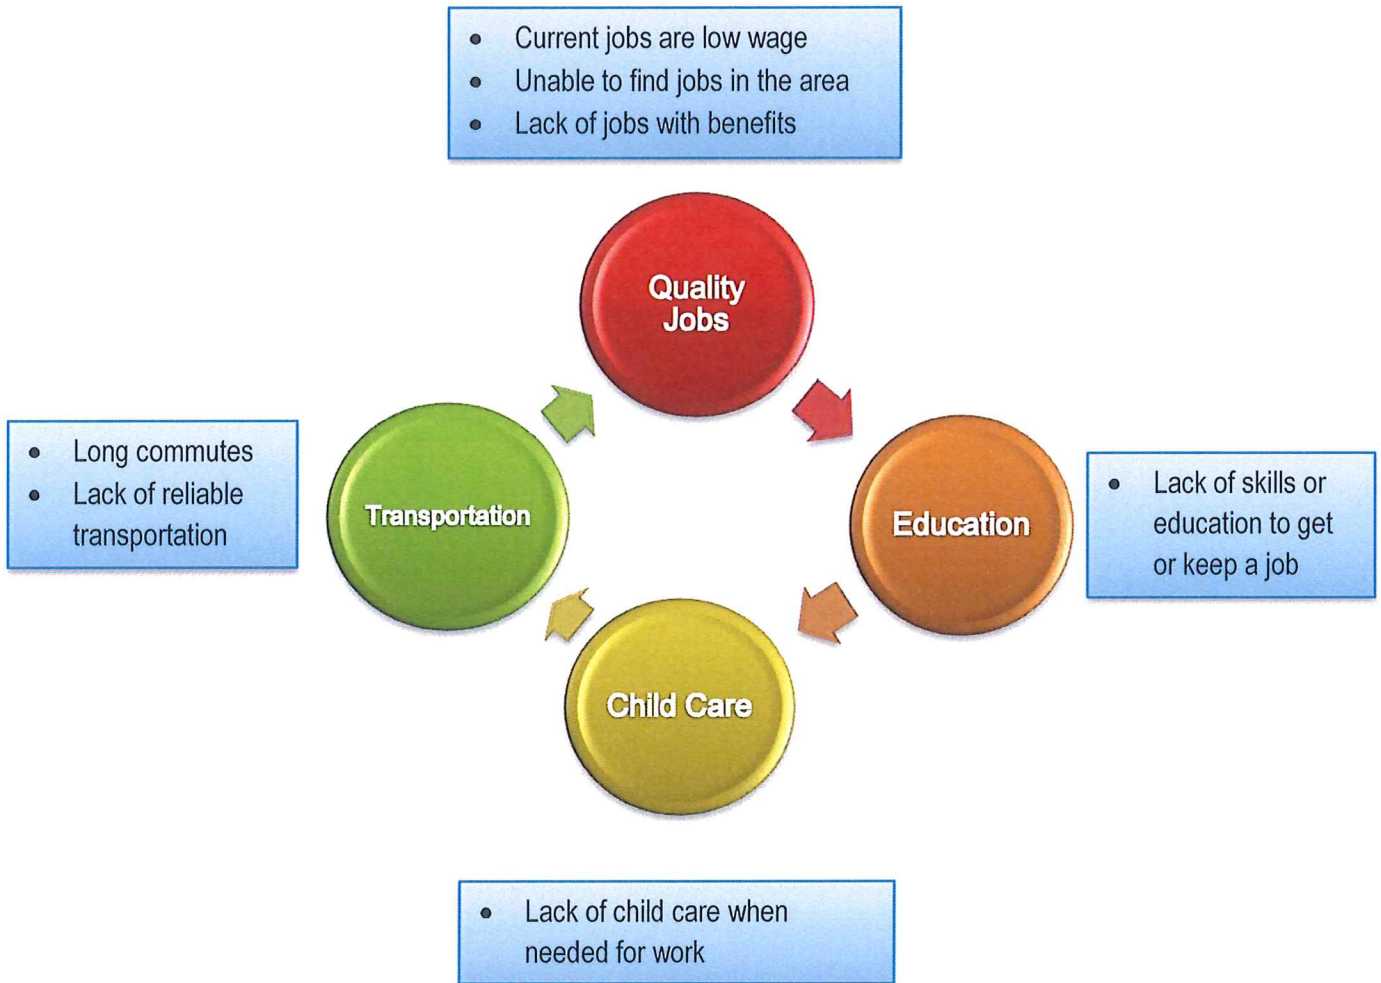 • Current jobs are low wage
• Unable to find jobs in the area
• Lack of jobs with benefits
Quality
Jobs
• Long commutes
• Lack of reliable
transportation
Transportation
Education
• Lack of skills or
education to get
or keep a job
Child Care
• Lack of child care when
needed for work